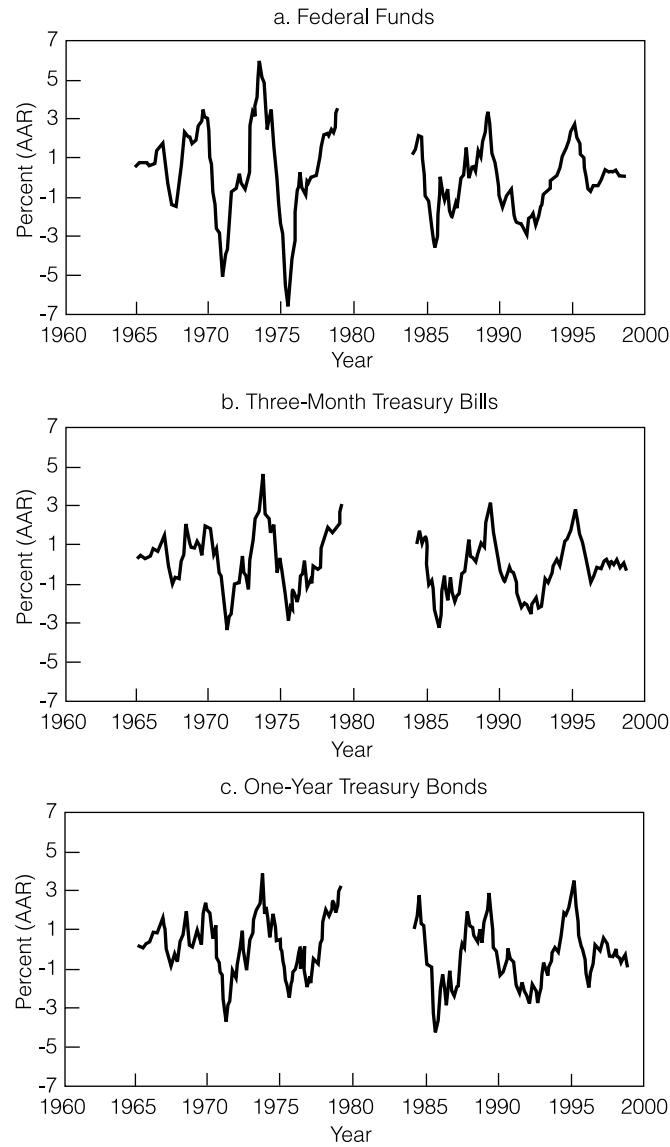 a. Federal Funds
Percent (AAR)
7
5
3
1
-1
-3
-5
-7
1960 1965 1970 1975 1980 1985 1990 1995 2000
Year
b. Three-Month Treasury Bills
Percent (AAR)
7
5
3
1
-1
-3
-5
-7
1960 1965 1970 1975 1980 1985 1990 1995 2000
Year
c. One-Year Treasury Bonds
Percent (AAR)
7
5
3
1
-1
-3
-5
-7
1960 1965 1970 1975 1980 1985 1990 1995 2000
Year